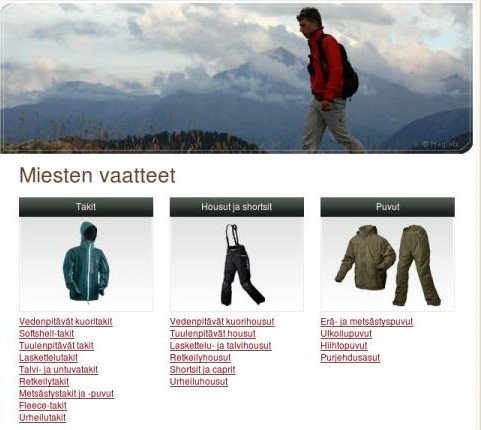 © Haglöfs
Miesten vaatteet
Takit
Housut ja shortsit
Puvut
Vedenpitävät kuoritakit
Softshell-takit
Tuulenpitävät takit
Laskettelutakit
Talvi- ja untuvatakit
Retkeilytakit
Metsästystakit ja -puvut
Fleece-takit
Urheilutakit
Vedenpitävät kuorihousut
Tuulenpitävät housut
Laskettelu- ja talvihousut
Retkeilyhousut
Shortsit ja caprit
Urheiluhousut
Erä- ja metsästyspuvut
Ulkoilupuvut
Hiihtopuvut
Purjehdusasut